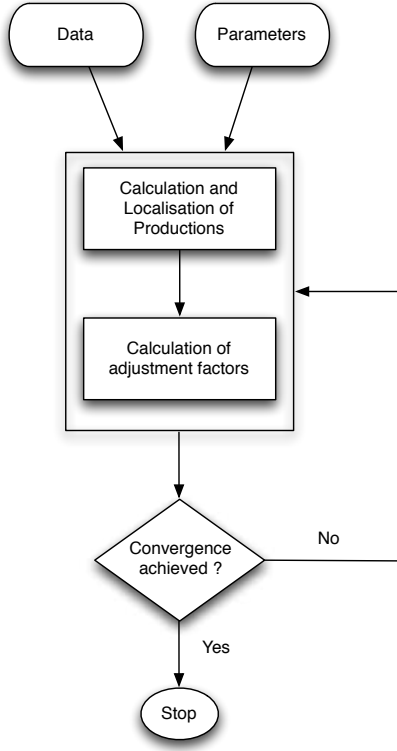 Data
Parameters
Calculation and
Localisation of
Productions
Calculation of
adjustment factors
Convergence
achieved ?
No
Yes
Stop